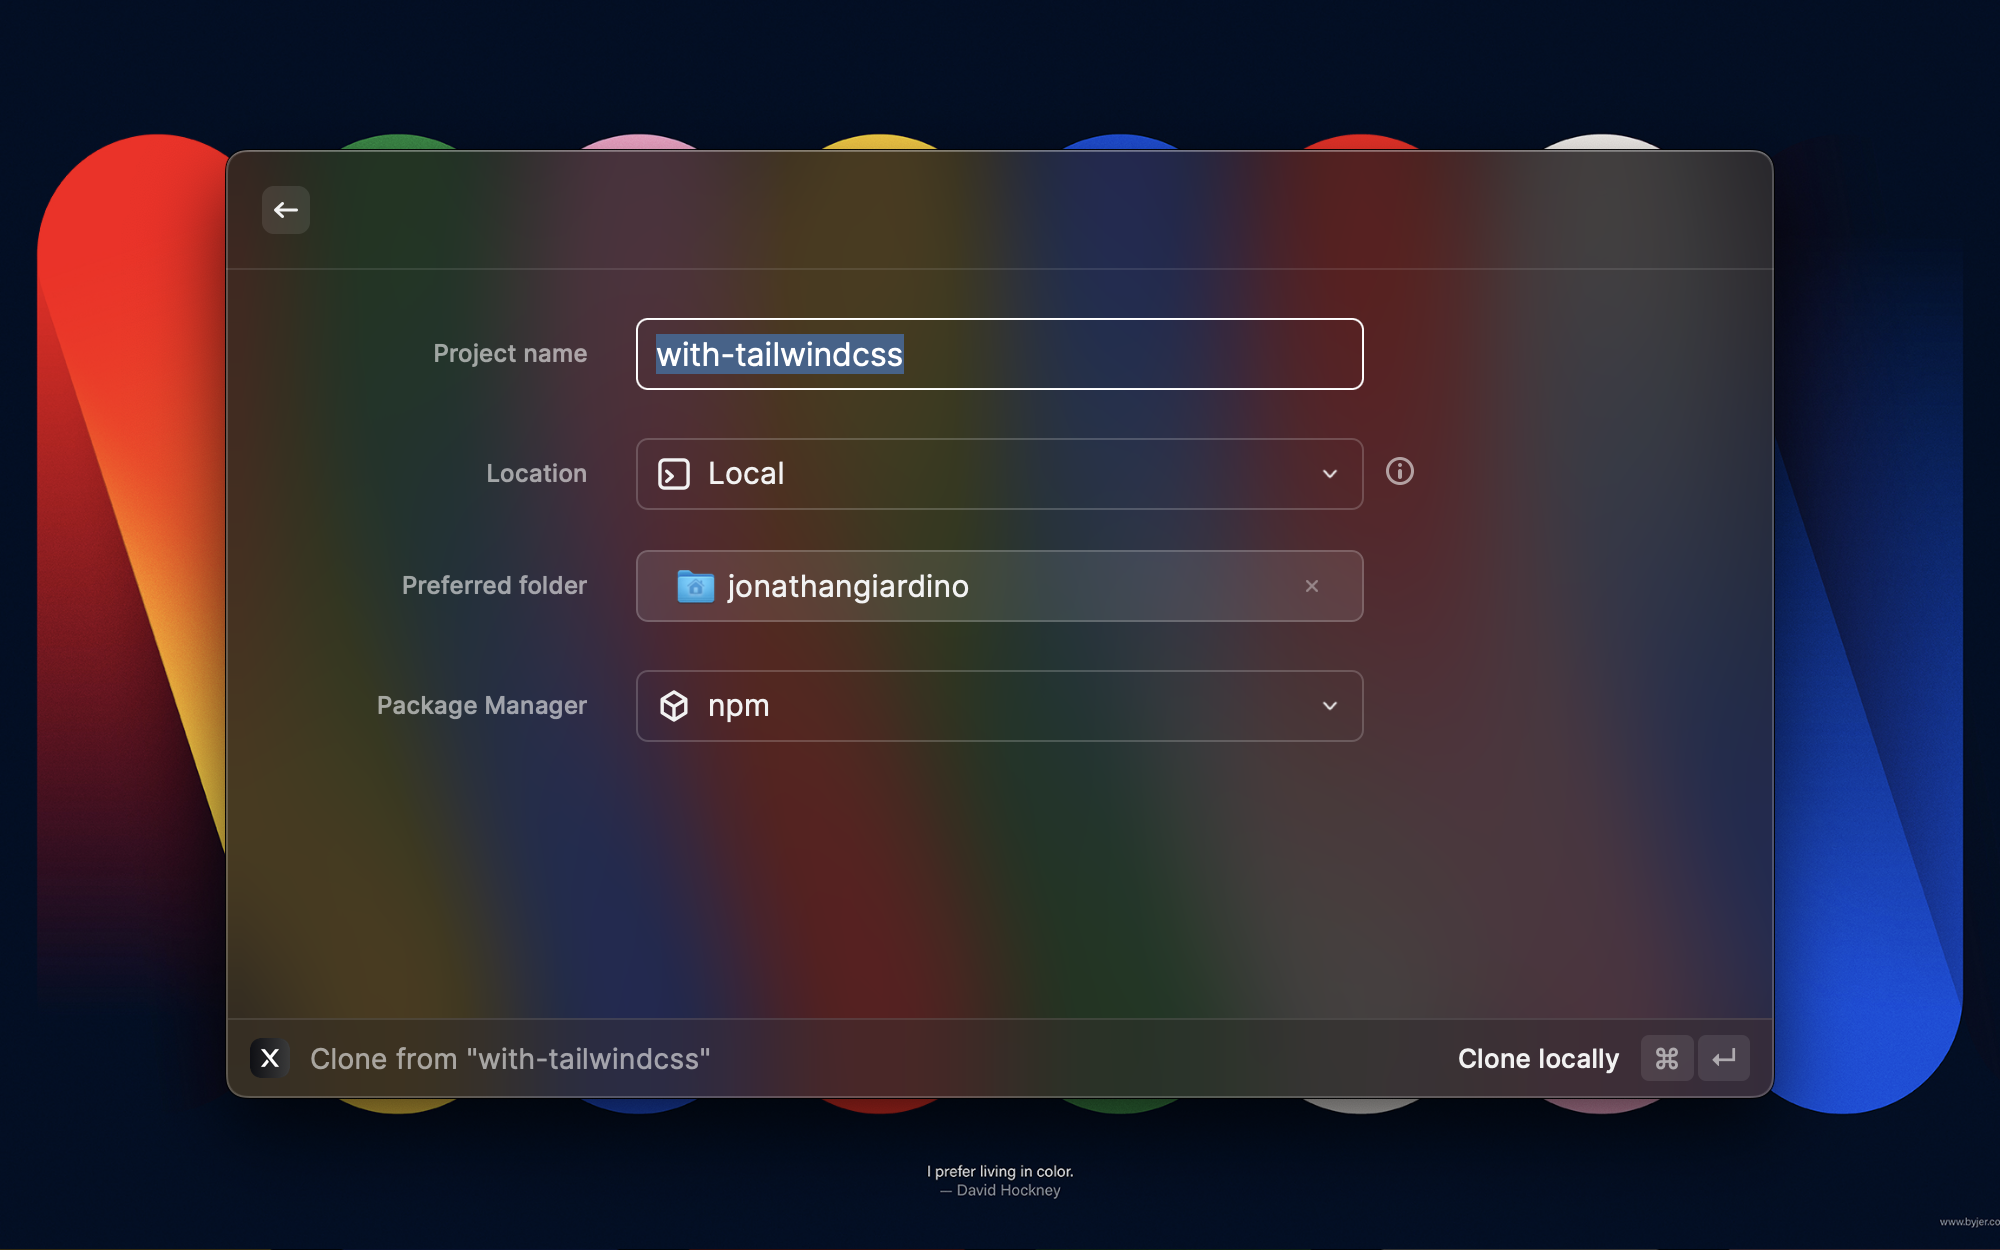 Project name
with-tailwindcss
Location
Local
Preferred folder
jonathangiardino
Package Manager
npm
X Clone from "with-tailwindcss"
Clone locally ⌘ ↵
I prefer living in color.
— David Hockney
www.byjer.co